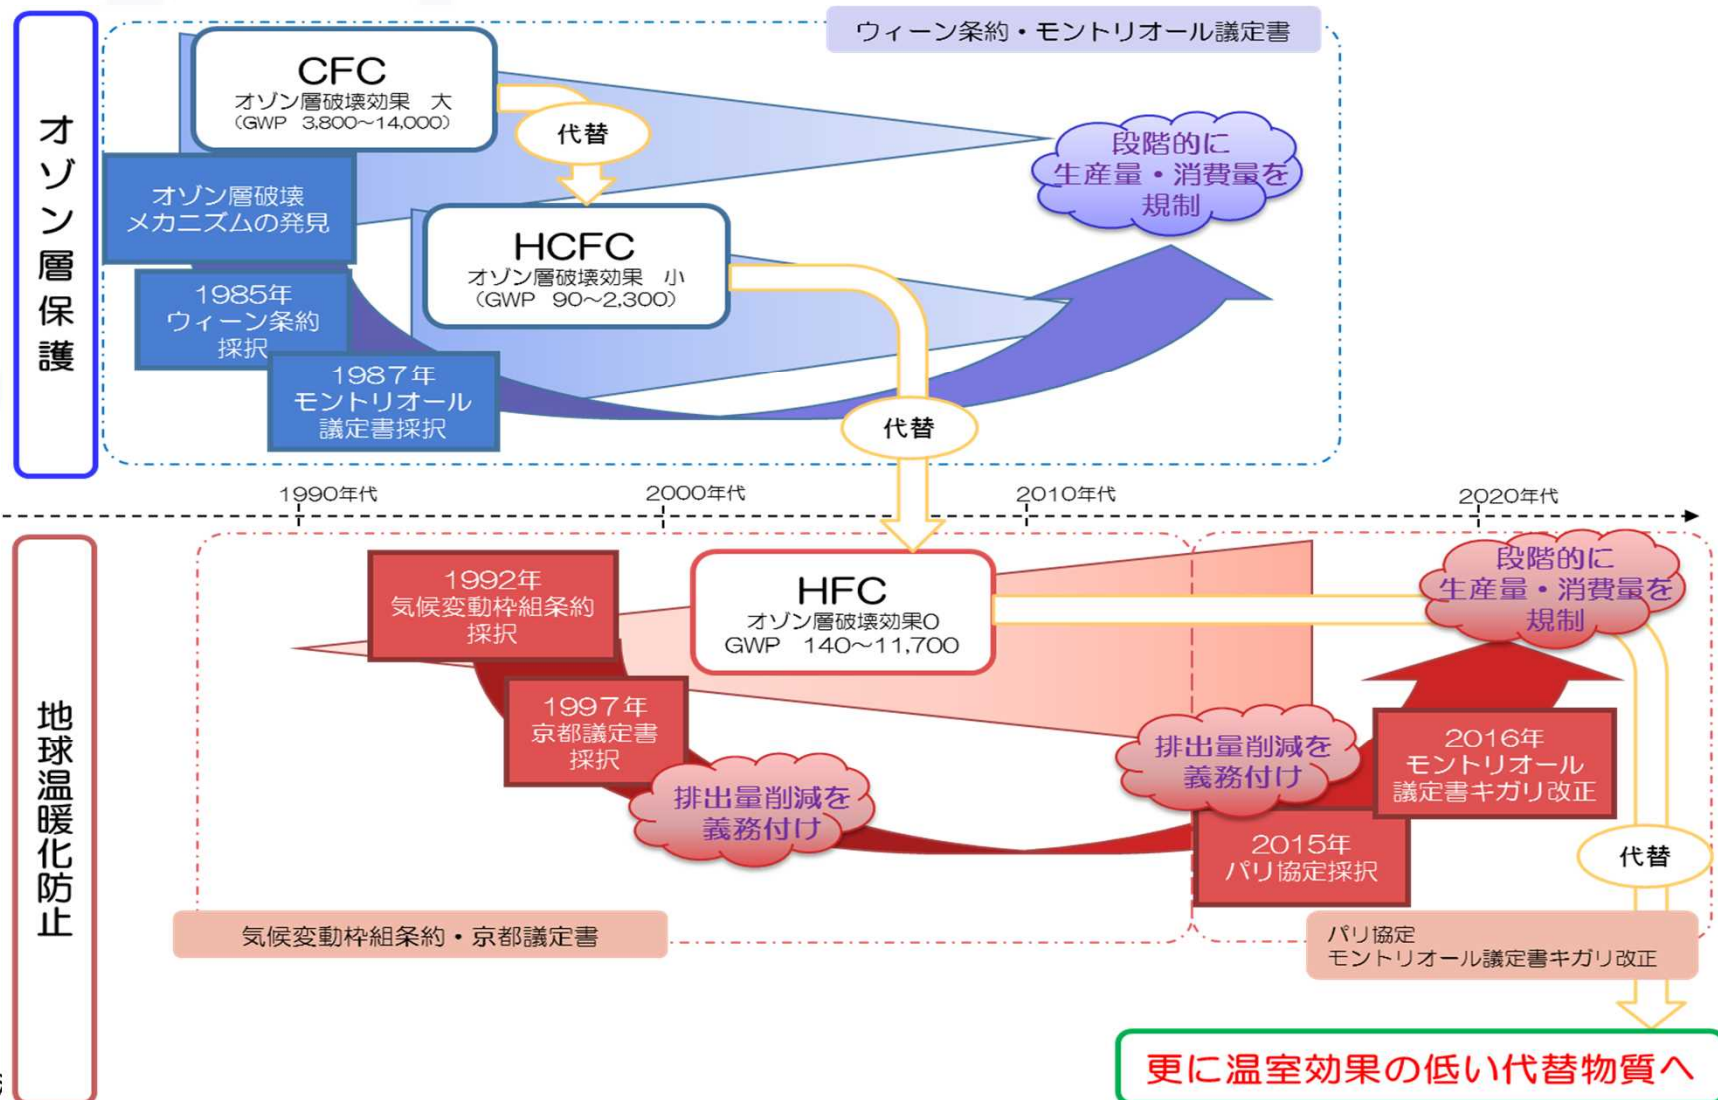 オゾン層保護
ウィーン条約・モントリオール議定書
CFC
オゾン層破壊効果 大
(GWP 3,800～14,000)
代替
段階的に
生産量・消費量を
規制
オゾン層破壊
メカニズムの発見
HCFC
オゾン層破壊効果 小
(GWP 90～2,300)
1985年
ウィーン条約
採択
1987年
モントリオール
議定書採択
代替
1990年代
2000年代
2010年代
2020年代
地球温暖化防止
1992年
気候変動枠組条約
採択
HFC
オゾン層破壊効果0
GWP 140～11,700
段階的に
生産量・消費量を
規制
1997年
京都議定書
採択
排出量削減を
義務付け
排出量削減を
義務付け
2016年
モントリオール
議定書キガリ改正
2015年
パリ協定採択
代替
気候変動枠組条約・京都議定書
パリ協定
モントリオール議定書キガリ改正
更に温室効果の低い代替物質へ